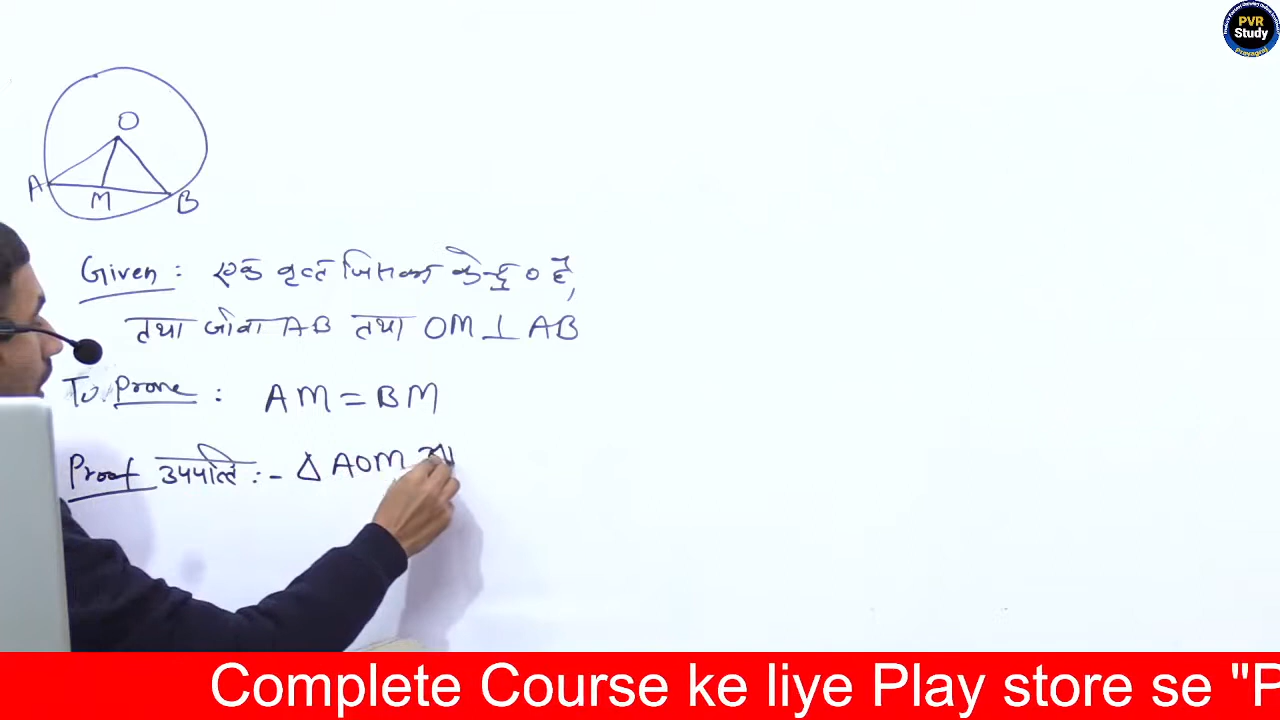 PVR
Study
Prayagraj
O
A
M
B
Given : एक वृत्त जिसका केन्द्र O है,
तथा जीवा AB तथा OM ⊥ AB
To Prove : AM = BM
Proof उपपत्ति :- Δ AOM
Complete Course ke liye Play store se "P